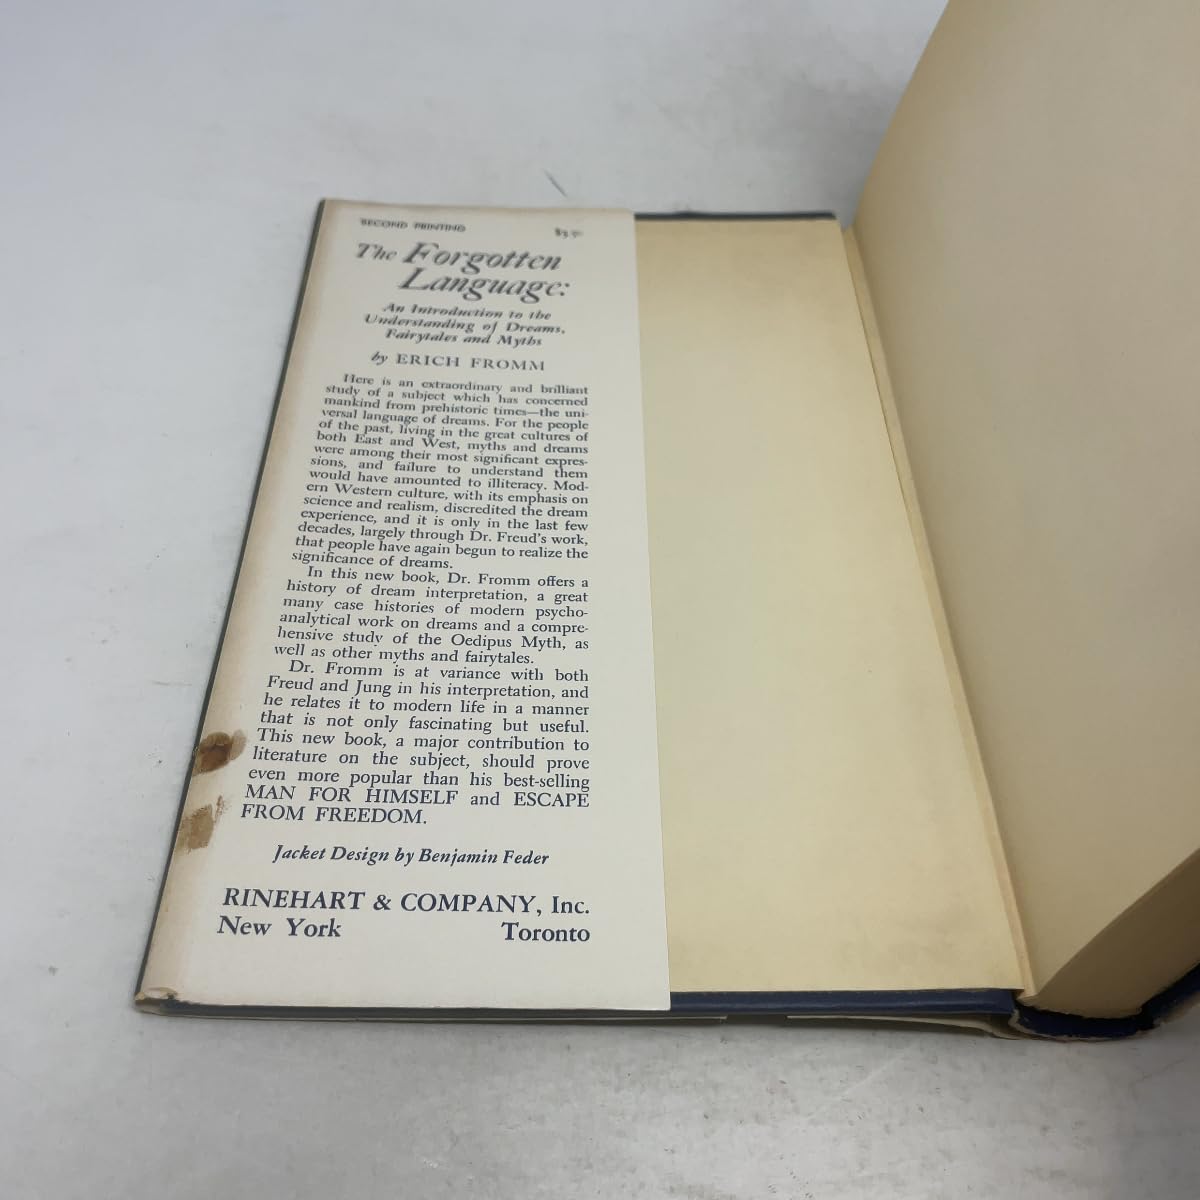 SECOND PRINTING
The Forgotten
Language:
An Introduction to the
Understanding of Dreams,
Fairytales and Myths
by ERICH FROMM
Here is an extraordinary and brilliant
study of a subject which has concerned
mankind from prehistoric times—the uni-
versal language of dreams. For the people
of the past, living in the great cultures of
both East and West, myths and dreams
were among their most significant expres-
sions, and failure to understand them
would have amounted to illiteracy. Mod-
ern Western culture, with its emphasis on
science and realism, discredited the dream
experience, and it is only in the last few
decades, largely through Dr. Freud's work,
that people have again begun to realize the
significance of dreams.
In this new book, Dr. Fromm offers a
history of dream interpretation, a great
many case histories of modern psycho-
analytical work on dreams and a compre-
hensive study of the Oedipus Myth, as
well as other myths and fairytales.
Dr. Fromm is at variance with both
Freud and Jung in his interpretation, and
he relates it to modern life in a manner
that is not only fascinating but useful.
This new book, a major contribution to
literature on the subject, should prove
even more popular than his best-selling
MAN FOR HIMSELF and ESCAPE
FROM FREEDOM.
Jacket Design by Benjamin Feder
RINEHART & COMPANY, Inc.
New York Toronto